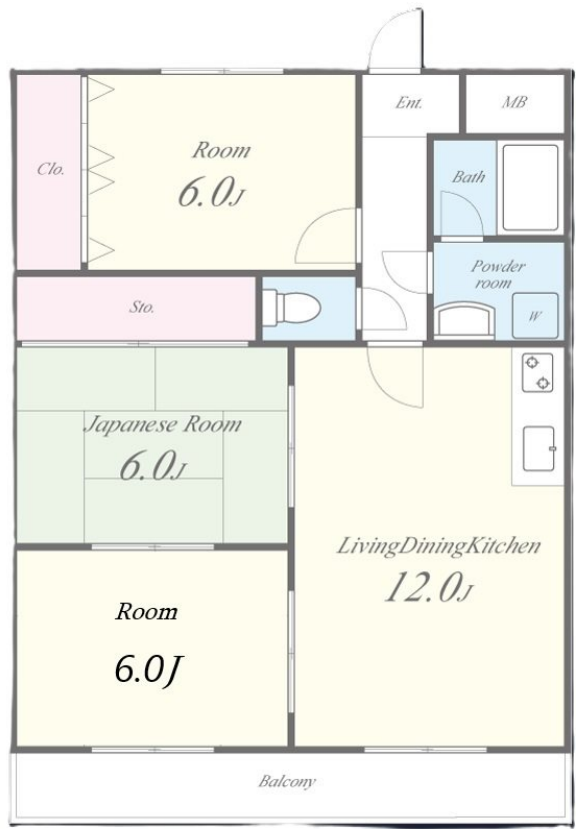 Ent.
MB
Room
6.0J
Clo.
Bath
Powder
room
W
Sto.
Japanese Room
6.0J
LivingDiningKitchen
12.0J
Room
6.0J
Balcony